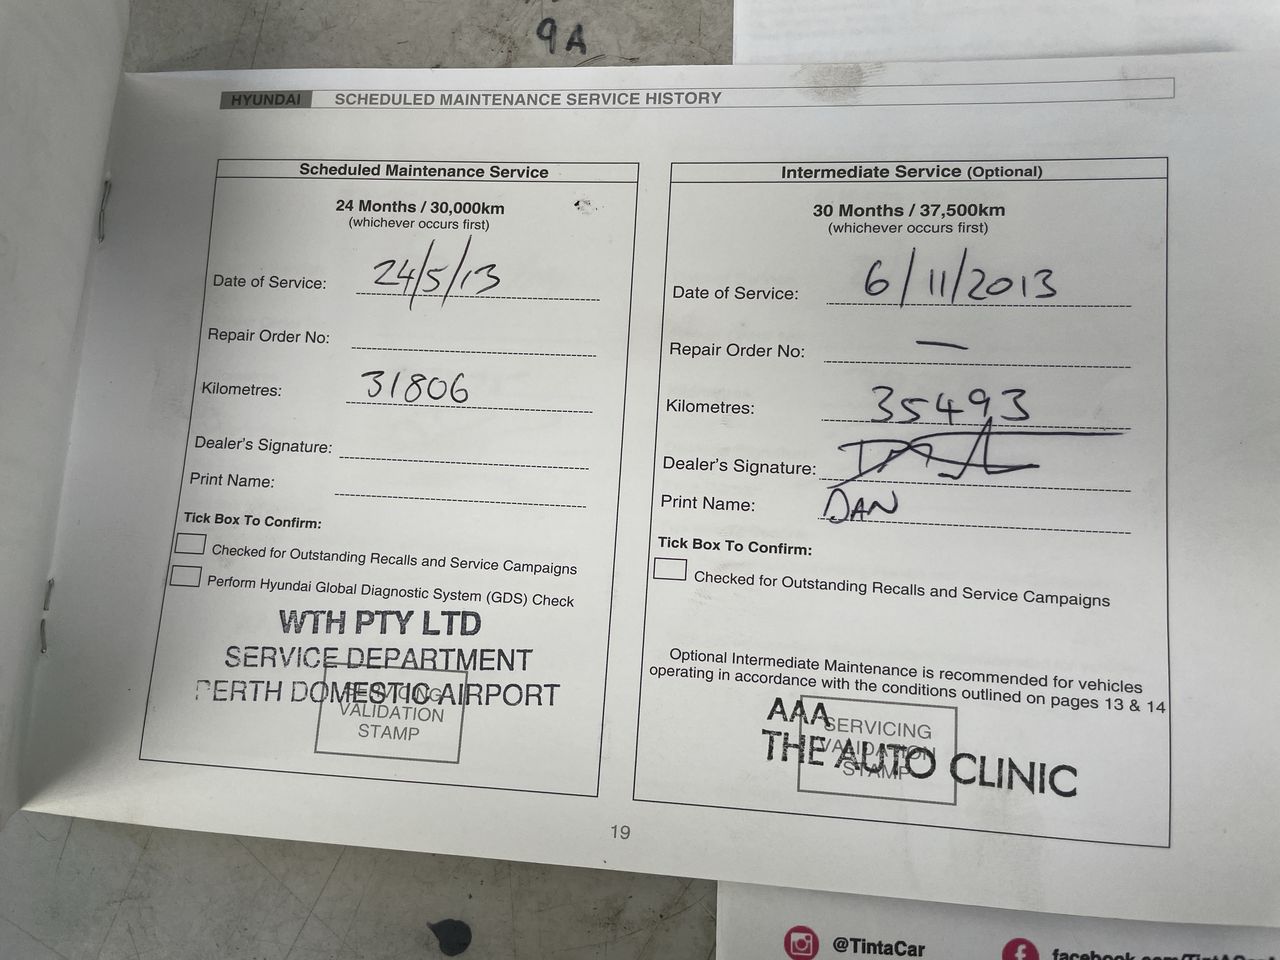 9A
HYUNDAI SCHEDULED MAINTENANCE SERVICE HISTORY
Scheduled Maintenance Service
24 Months / 30,000km
(whichever occurs first)
Date of Service: 24/5/13
Repair Order No:
Kilometres: 31806
Dealer's Signature:
Print Name:
Tick Box To Confirm:
Checked for Outstanding Recalls and Service Campaigns
Perform Hyundai Global Diagnostic System (GDS) Check
WTH PTY LTD
SERVICE DEPARTMENT
PERTH DOMESTIC AIRPORT
SERVICING
VALIDATION
STAMP
Intermediate Service (Optional)
30 Months / 37,500km
(whichever occurs first)
Date of Service: 6/11/2013
Repair Order No: —
Kilometres: 35493
Dealer's Signature:
Print Name: DAN
Tick Box To Confirm:
Checked for Outstanding Recalls and Service Campaigns
Optional Intermediate Maintenance is recommended for vehicles
operating in accordance with the conditions outlined on pages 13 & 14
AAA
THE AUTO CLINIC
SERVICING
VALIDATION
STAMP
19
@TintaCar